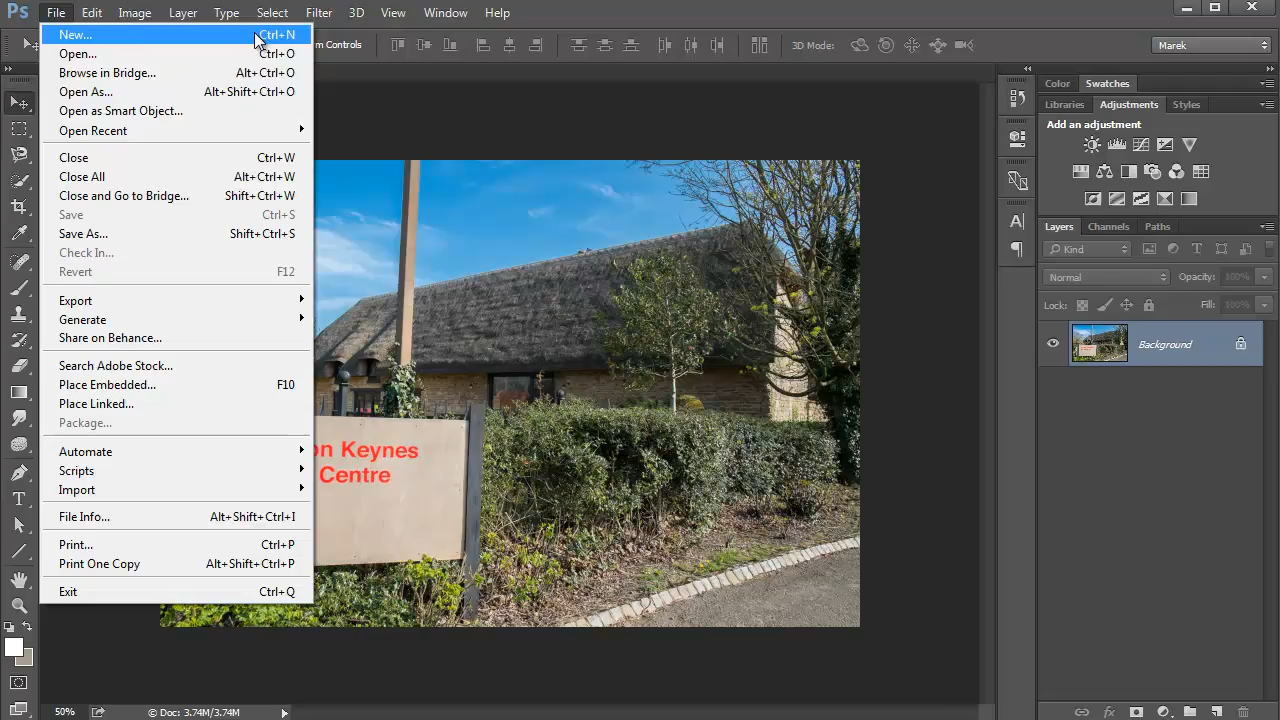 Ps File Edit Image Layer Type Select Filter 3D View Window Help
New... Ctrl+N
m Controls
3D Mode:
Marek
Open... Ctrl+O
Browse in Bridge... Alt+Ctrl+O
Open As... Alt+Shift+Ctrl+O
Open as Smart Object...
Open Recent
Close Ctrl+W
Close All Alt+Ctrl+W
Close and Go to Bridge... Shift+Ctrl+W
Save Ctrl+S
Save As... Shift+Ctrl+S
Check In...
Revert F12
Export
Generate
Share on Behance...
Search Adobe Stock...
Place Embedded... F10
Place Linked...
Package...
Automate
Scripts
Import
File Info... Alt+Shift+Ctrl+I
Print... Ctrl+P
Print One Copy Alt+Shift+Ctrl+P
Exit Ctrl+Q
on Keynes
Centre
Color Swatches
Libraries Adjustments Styles
Add an adjustment
Layers Channels Paths
Kind
Normal Opacity: 100%
Lock: Fill: 100%
Background
50% Doc: 3.74M/3.74M